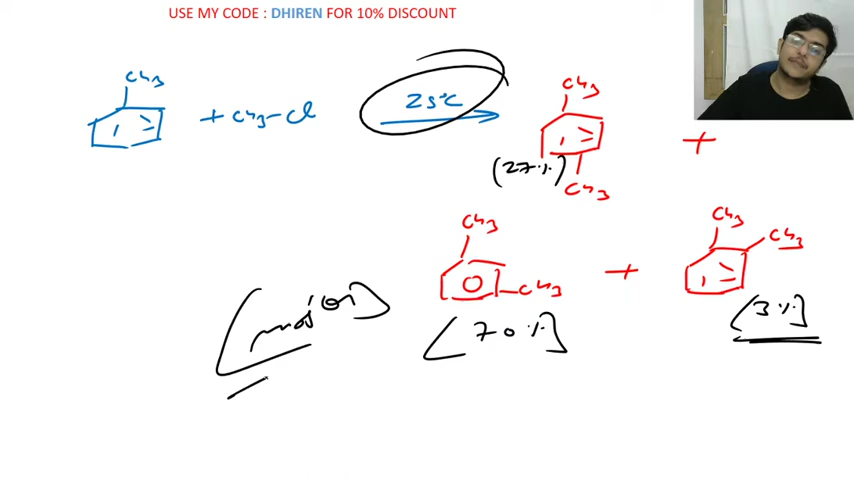 USE MY CODE : DHIREN FOR 10% DISCOUNT
CH3
+ CH3-Cl
25°C
CH3
(27%)
CH3
+
CH3
CH3
[70%]
+
CH3
CH3
[3%]
[major]